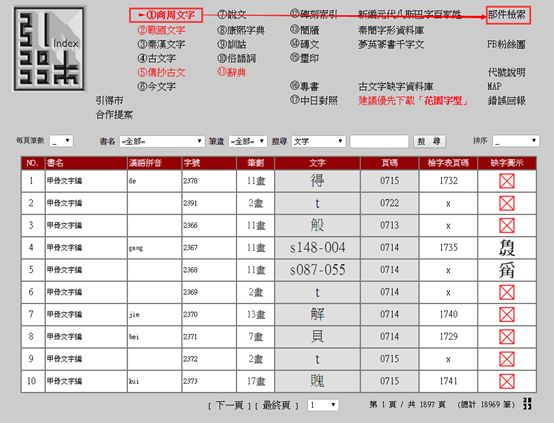 Index
引得市
合作提案
←①商周文字
②戰國文字
③秦漢文字
④古文字
⑤傳抄古文
⑥今文字
⑦說文
⑧康熙字典
⑨訓詁
⑩俗語詞
⑪辭典
⑫碑刻索引
⑬簡牘
⑭磚文
⑮璽印
⑯專書
⑰中日對照
新編元代八斯巴字百家姓
秦簡字形資料庫
夢英篆書千字文
古文字缺字資料庫
建議優先下載「花園字型」
部件檢索
FB粉絲團
代號說明
MAP
錯誤回報
每頁筆數 _ 書名 =全部= 筆畫 =全部= 搜尋 文字 搜 尋 排序 _
NO. 書名 漢語拼音 字號 筆劃 文字 頁碼 檢字表頁碼 缺字圖示
1 甲骨文字編 de 2378 11畫 得 0715 1732
2 甲骨文字編 2391 2畫 t 0722 x
3 甲骨文字編 2366 11畫 般 0713 x
4 甲骨文字編 gang 2367 11畫 s148-004 0714 1735
5 甲骨文字編 2368 11畫 s087-055 0714 x
6 甲骨文字編 2369 2畫 t 0714 x
7 甲骨文字編 jie 2370 13畫 解 0714 1740
8 甲骨文字編 bei 2371 7畫 貝 0714 1729
9 甲骨文字編 2372 2畫 t 0715 x
10 甲骨文字編 kui 2373 17畫 餽 0715 1741
[ 下一頁 ] [ 最終頁 ] 1 第 1 頁 / 共 1897 頁 (總計 18969 筆)